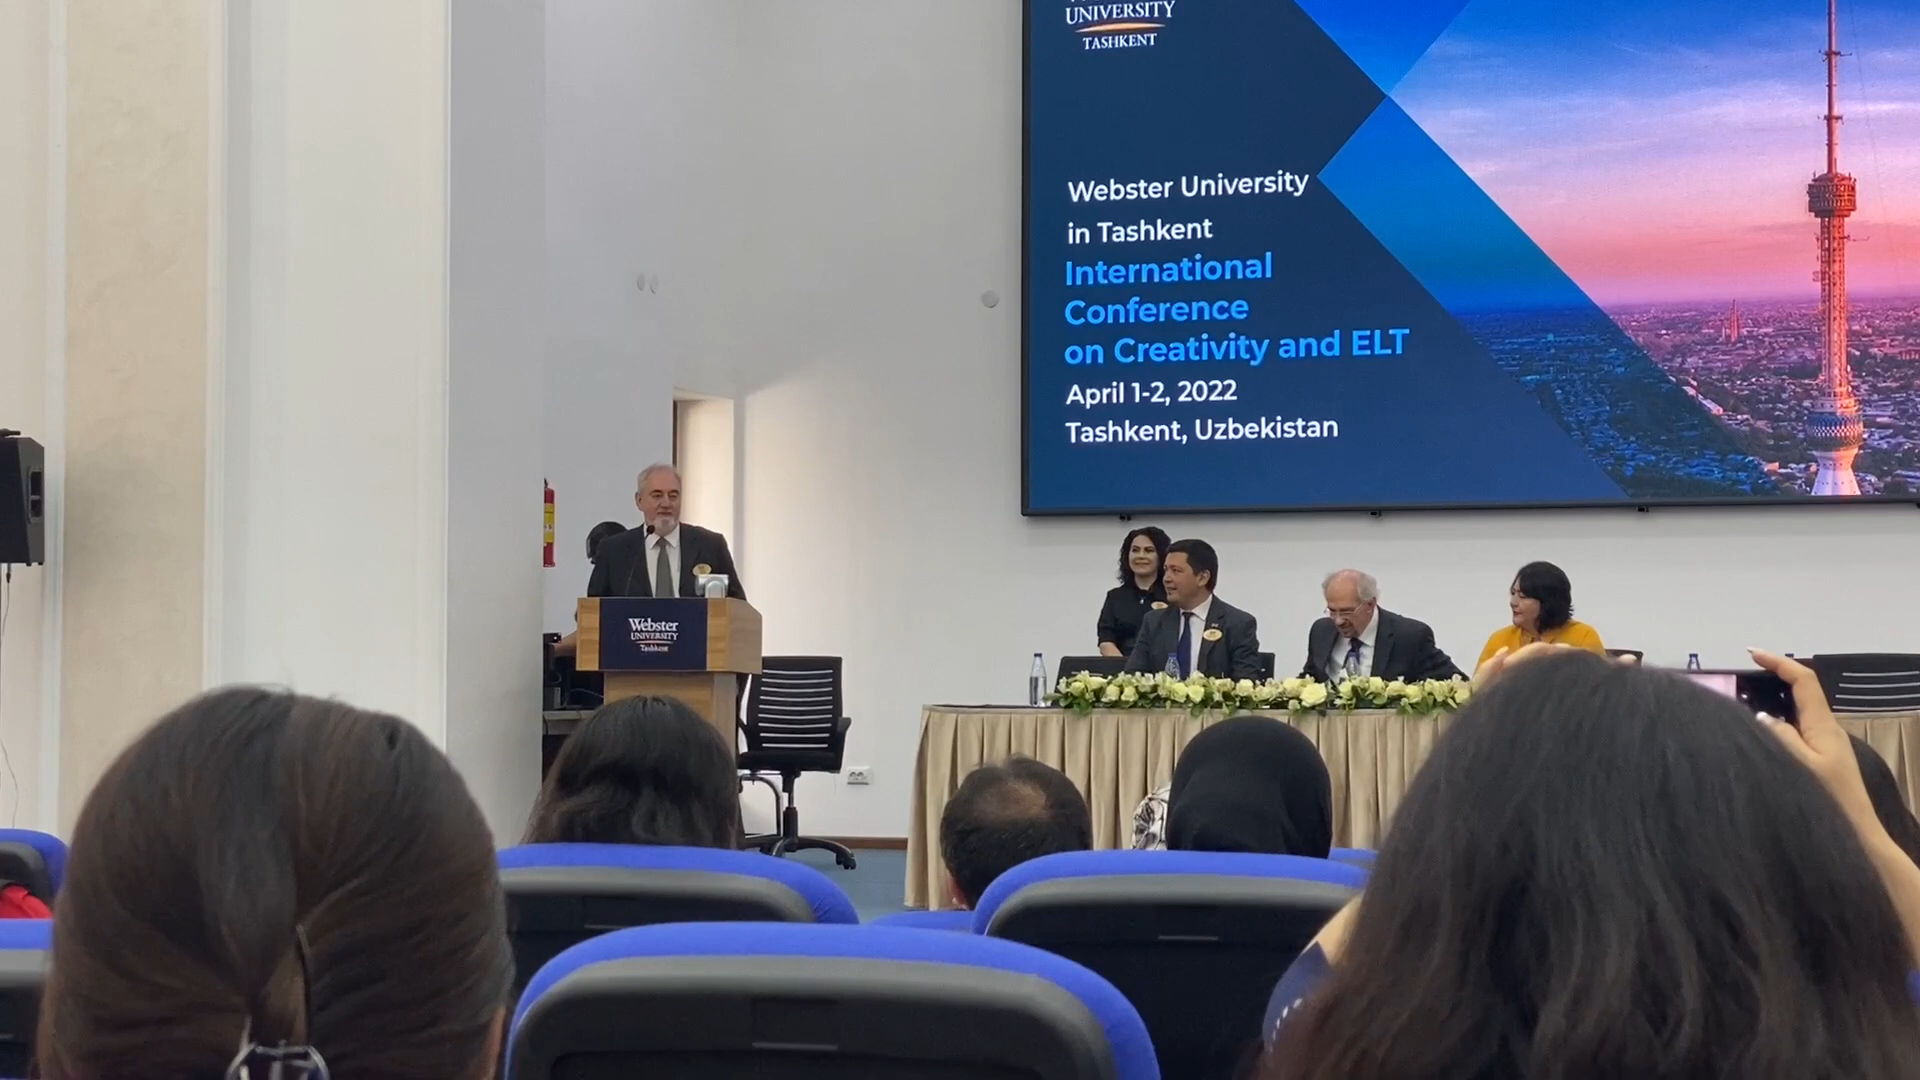 UNIVERSITY
TASHKENT
Webster University
in Tashkent
International
Conference
on Creativity and ELT
April 1-2, 2022
Tashkent, Uzbekistan
Webster
UNIVERSITY
Tashkent